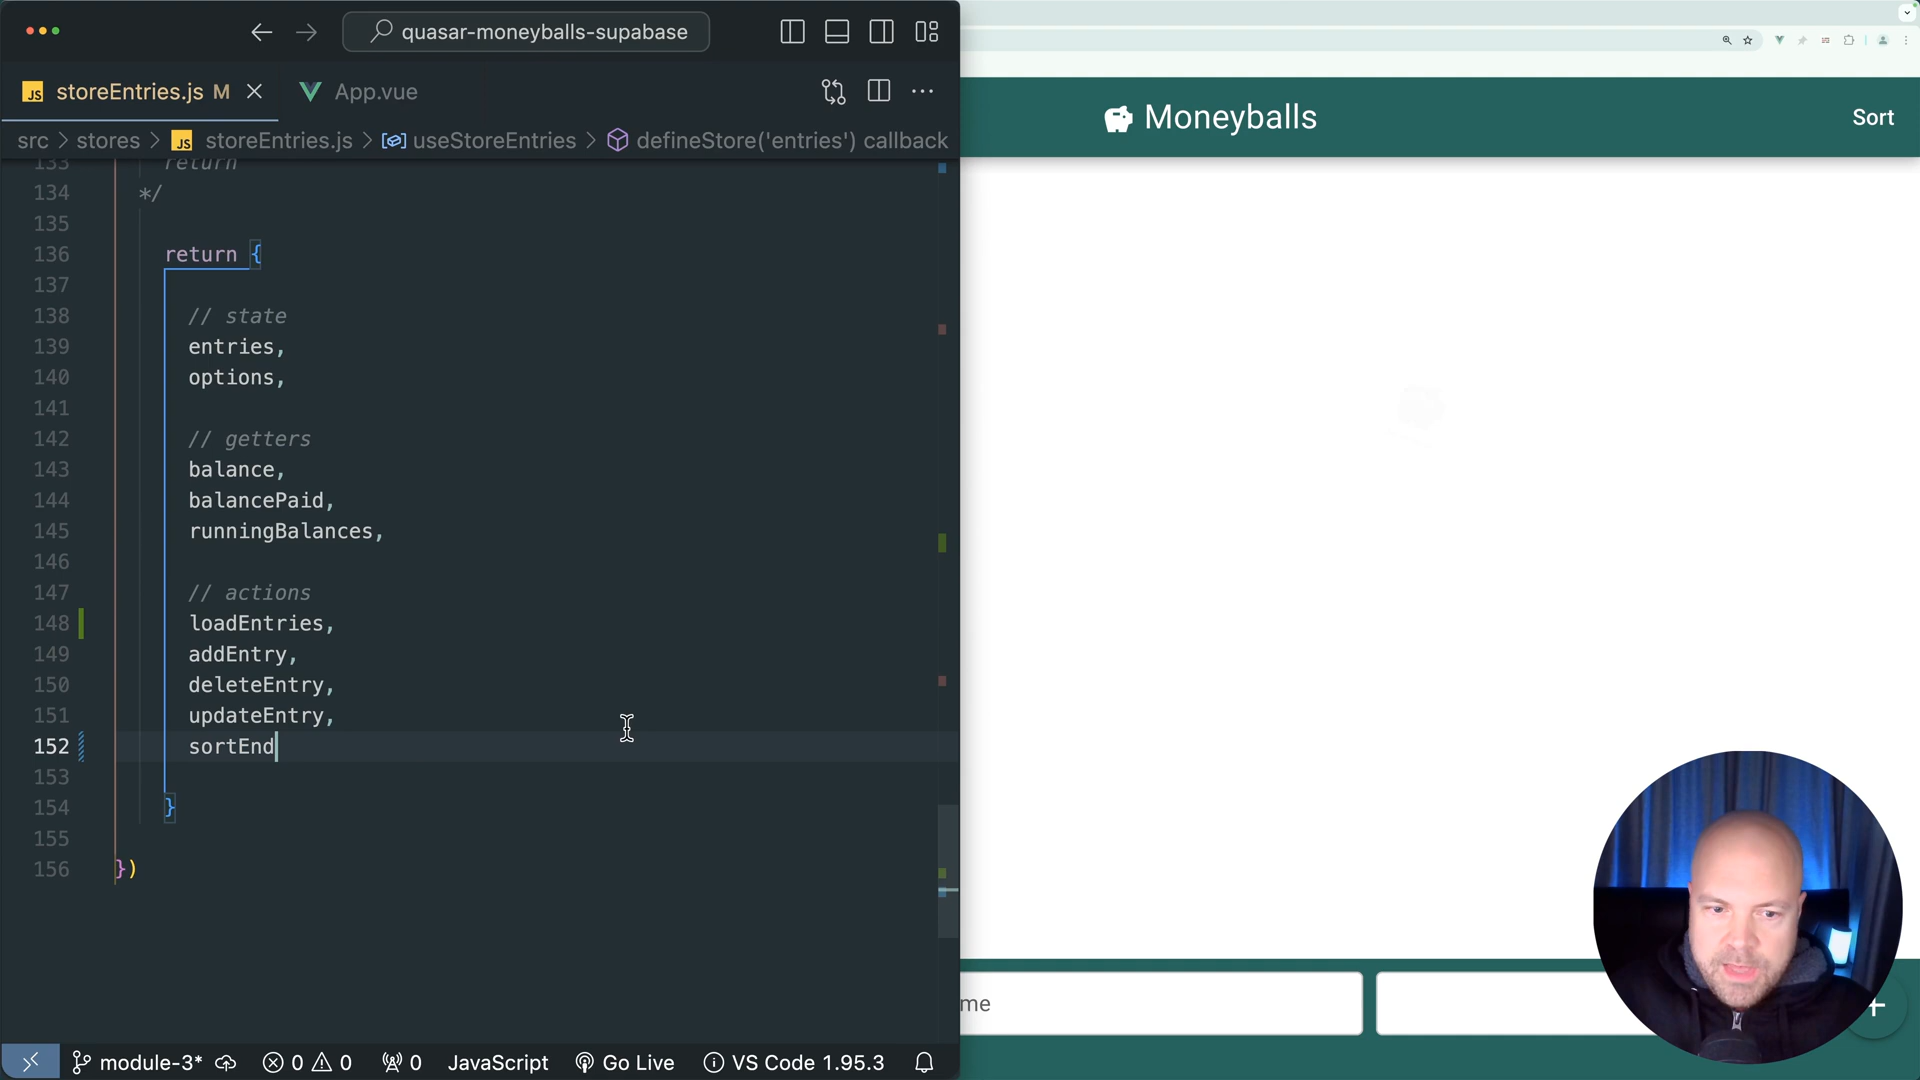 quasar-moneyballs-supabase
storeEntries.js M
App.vue
src > stores > storeEntries.js > useStoreEntries > defineStore('entries') callback
133 return
134 */
135
136 return {
137
138 // state
139 entries,
140 options,
141
142 // getters
143 balance,
144 balancePaid,
145 runningBalances,
146
147 // actions
148 loadEntries,
149 addEntry,
150 deleteEntry,
151 updateEntry,
152 sortEnd
153
154 }
155
156 })
module-3* 0 0 0 JavaScript Go Live VS Code 1.95.3
Moneyballs
Sort
me
+